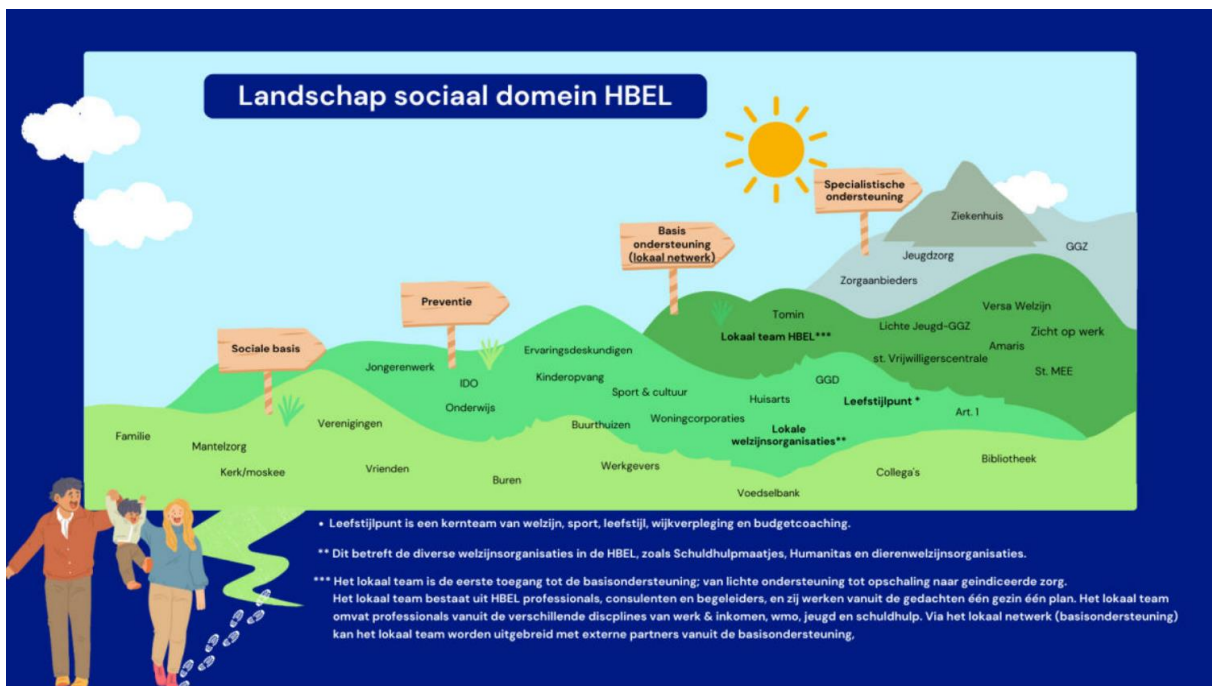 Landschap sociaal domein HBEL
Specialistische
ondersteuning
Ziekenhuis
GGZ
Jeugdzorg
Zorgaanbieders
Basis
ondersteuning
(lokaal netwerk)
Tomin
Lokaal team HBEL***
Versa Welzijn
Lichte Jeugd-GGZ
Zicht op werk
Amaris
st. Vrijwilligerscentrale
St. MEE
Preventie
Ervaringsdeskundigen
Jongerenwerk
IDO
Kinderopvang
Onderwijs
Sport & cultuur
GGD
Huisarts
Leefstijlpunt *
Art. 1
Buurthuizen
Woningcorporaties
Lokale
welzijnsorganisaties**
Sociale basis
Verenigingen
Familie
Mantelzorg
Kerk/moskee
Vrienden
Buren
Werkgevers
Voedselbank
Collega's
Bibliotheek
• Leefstijlpunt is een kernteam van welzijn, sport, leefstijl, wijkverpleging en budgetcoaching.
** Dit betreft de diverse welzijnsorganisaties in de HBEL, zoals Schuldhulpmaatjes, Humanitas en dierenwelzijnsorganisaties.
*** Het lokaal team is de eerste toegang tot de basisondersteuning; van lichte ondersteuning tot opschaling naar geïndiceerde zorg.
Het lokaal team bestaat uit HBEL professionals, consulenten en begeleiders, en zij werken vanuit de gedachten één gezin één plan. Het lokaal team
omvat professionals vanuit de verschillende discplines van werk & inkomen, wmo, jeugd en schuldhulp. Via het lokaal netwerk (basisondersteuning)
kan het lokaal team worden uitgebreid met externe partners vanuit de basisondersteuning,